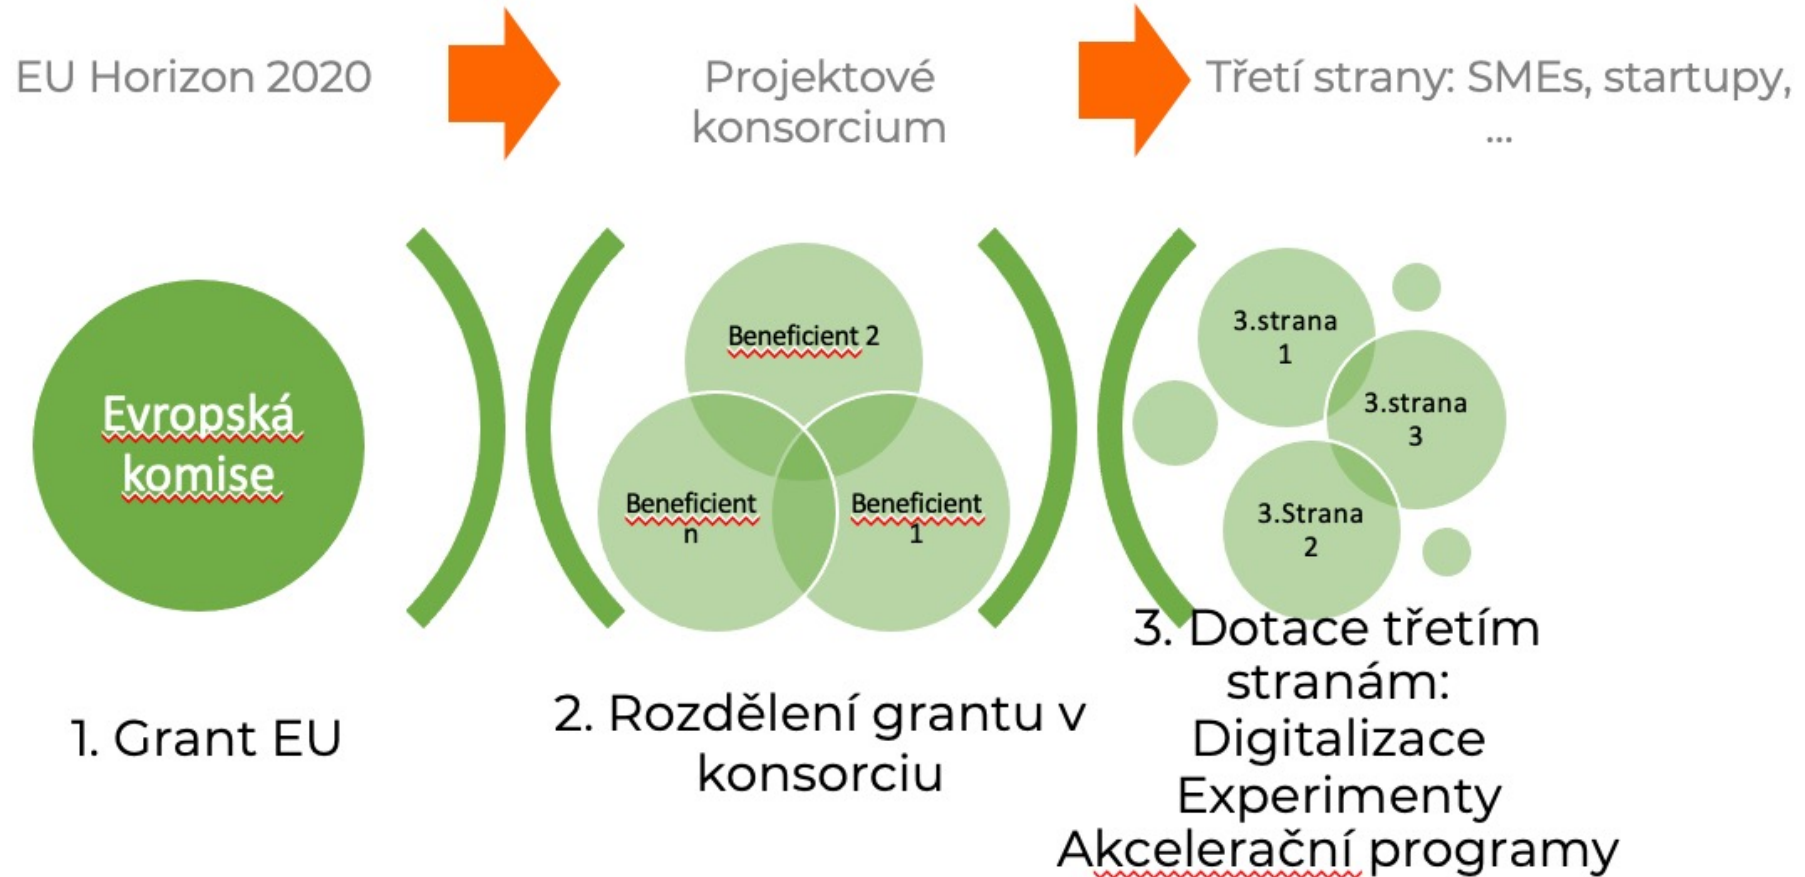 EU Horizon 2020
Projektové
konsorcium
Třetí strany: SMEs, startupy,
...
Evropská
komise
Beneficient 2
Beneficient
n
Beneficient
1
3.strana
1
3.strana
3
3.Strana
2
1. Grant EU
2. Rozdělení grantu v
konsorciu
3. Dotace třetím
stranám:
Digitalizace
Experimenty
Akcelerační programy